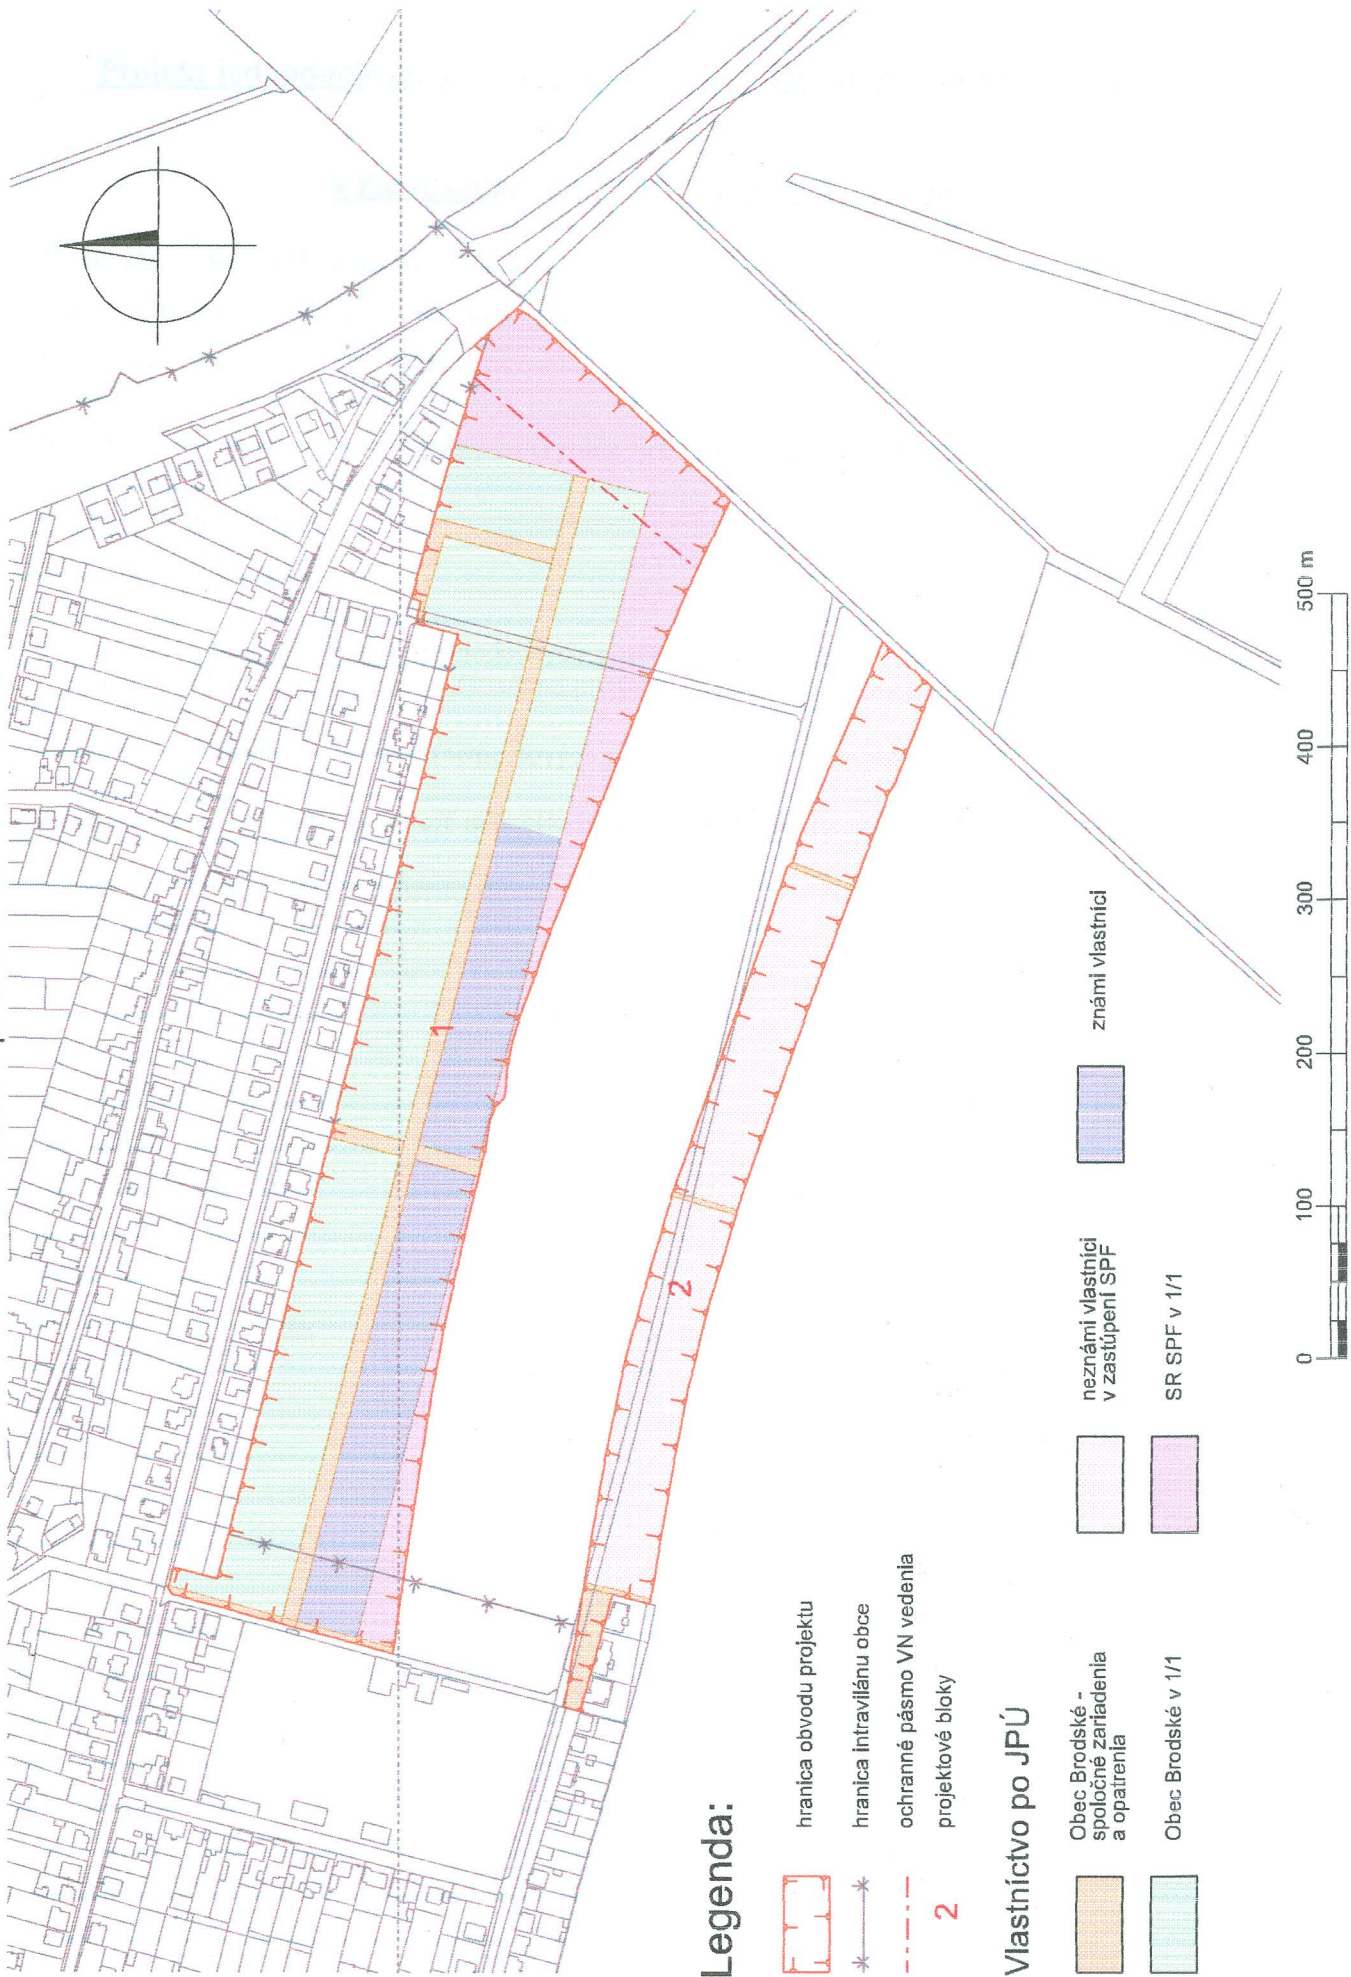 1
2
Legenda:
hranica obvodu projektu
hranica intravilánu obce
ochranné pásmo VN vedenia
2
projektové bloky
Vlastníctvo po JPÚ
Obec Brodské -
spoločné zariadenia
a opatrenia
Obec Brodské v 1/1
neznámi vlastníci
v zastúpení SPF
SR SPF v 1/1
známi vlastníci
0
100
200
300
400
500 m